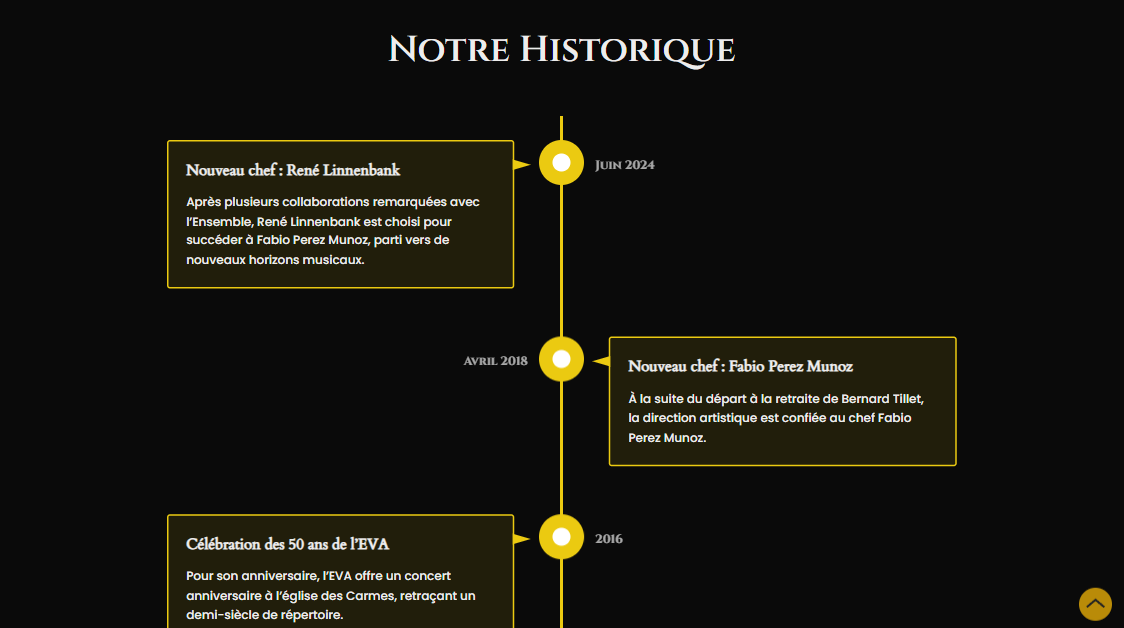 Notre Historique
Nouveau chef : René Linnenbank
Juin 2024
Après plusieurs collaborations remarquées avec
l'Ensemble, René Linnenbank est choisi pour
succéder à Fabio Perez Munoz, parti vers de
nouveaux horizons musicaux.
Avril 2018
Nouveau chef : Fabio Perez Munoz
À la suite du départ à la retraite de Bernard Tillet,
la direction artistique est confiée au chef Fabio
Perez Munoz.
Célébration des 50 ans de l'EVA
2016
Pour son anniversaire, l'EVA offre un concert
anniversaire à l'église des Carmes, retraçant un
demi-siècle de répertoire.